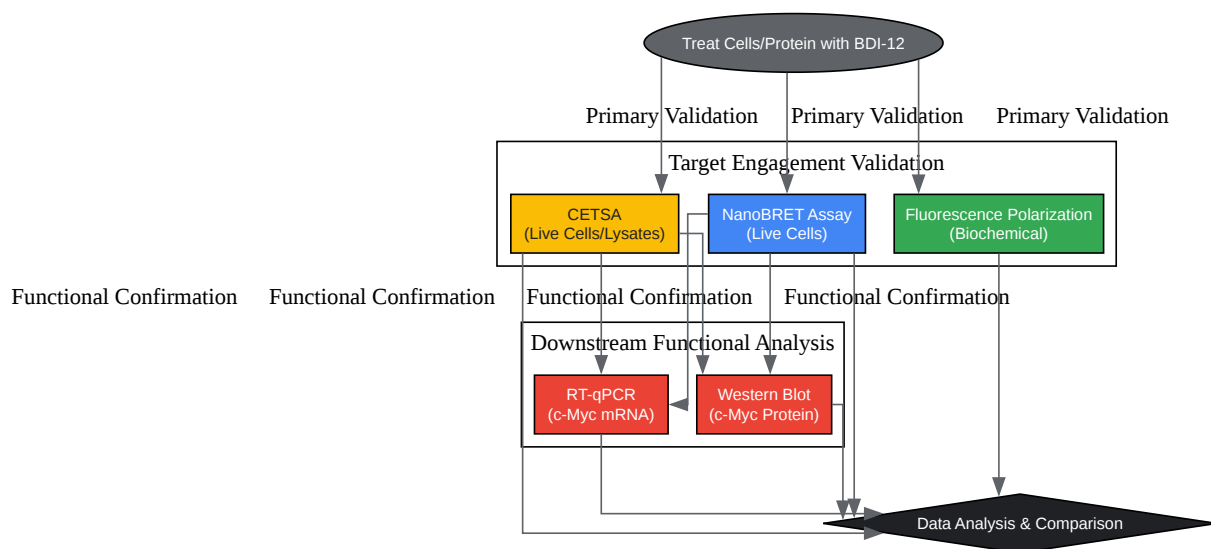 Treat Cells/Protein with BDI-12
Primary Validation
Primary Validation
Primary Validation
Target Engagement Validation
CETSA
(Live Cells/Lysates)
NanoBRET Assay
(Live Cells)
Fluorescence Polarization
(Biochemical)
Functional Confirmation
Functional Confirmation
Functional Confirmation
Functional Confirmation
Downstream Functional Analysis
RT-qPCR
(c-Myc mRNA)
Western Blot
(c-Myc Protein)
Data Analysis & Comparison